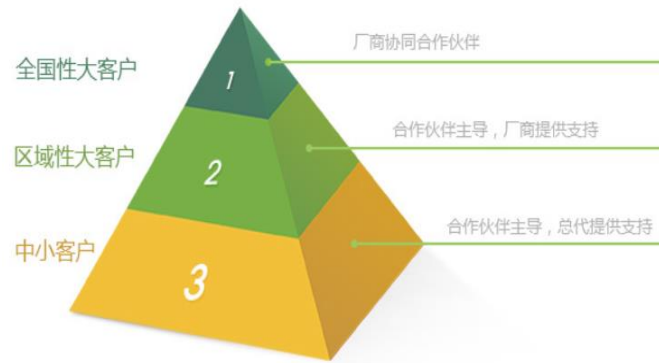 厂商协同合作伙伴
全国性大客户
1
合作伙伴主导，厂商提供支持
区域性大客户
2
合作伙伴主导，总代提供支持
中小客户
3